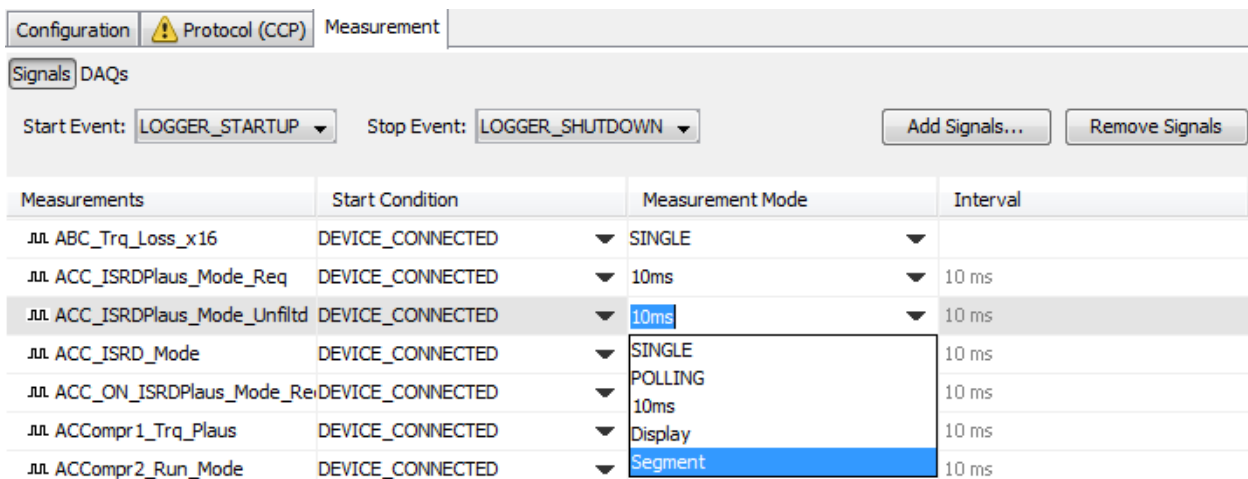 Configuration Protocol (CCP) Measurement
Signals DAQs
Start Event: LOGGER_STARTUP Stop Event: LOGGER_SHUTDOWN Add Signals... Remove Signals
Measurements Start Condition Measurement Mode Interval
ABC_Trq_Loss_x16 DEVICE_CONNECTED SINGLE
ACC_ISRDPlaus_Mode_Req DEVICE_CONNECTED 10ms 10 ms
ACC_ISRDPlaus_Mode_Unfiltd DEVICE_CONNECTED 10ms 10 ms
ACC_ISRD_Mode DEVICE_CONNECTED SINGLE 10 ms
POLLING
ACC_ON_ISRDPlaus_Mode_Re DEVICE_CONNECTED 10ms 10 ms
ACCompr1_Trq_Plaus DEVICE_CONNECTED Display 10 ms
ACCompr2_Run_Mode DEVICE_CONNECTED Segment 10 ms